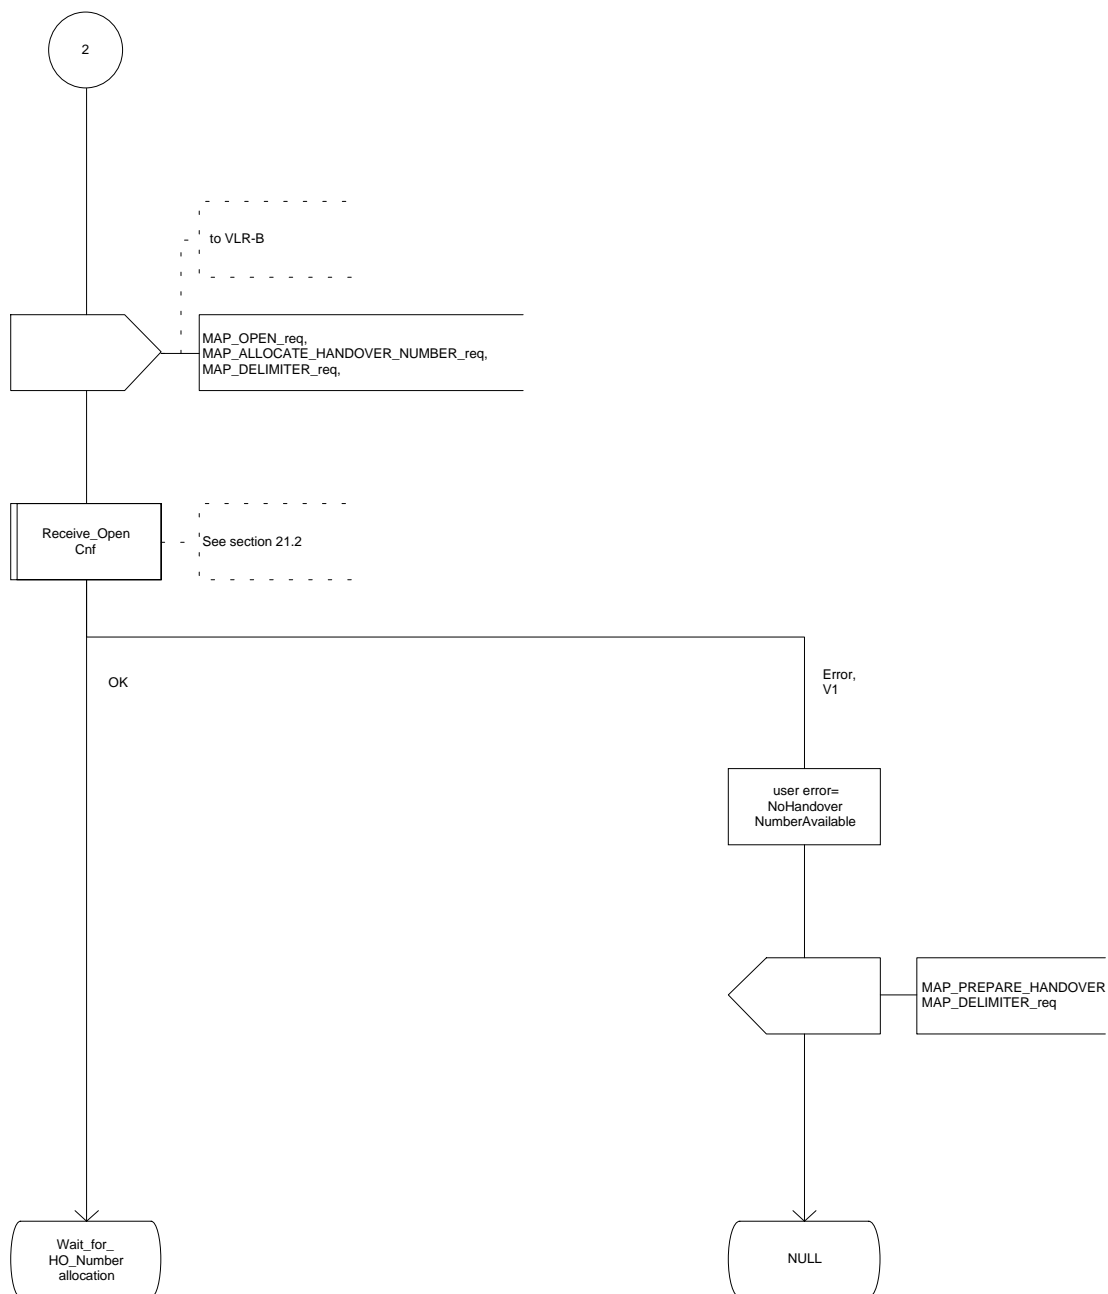 2
to VLR-B
MAP_OPEN_req,
MAP_ALLOCATE_HANDOVER_NUMBER_req,
MAP_DELIMITER_req,
Receive_Open
Cnf
See section 21.2
OK
Error,
V1
user error=
NoHandover
NumberAvailable
MAP_PREPARE_HANDOVER
MAP_DELIMITER_req
Wait_for_
HO_Number
allocation
NULL